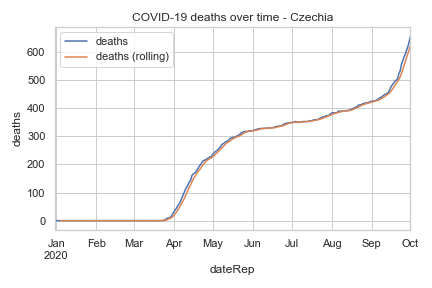 COVID-19 deaths over time - Czechia
deaths
deaths (rolling)
600
500
400
300
200
100
0
deaths
Jan Feb Mar Apr May Jun Jul Aug Sep Oct
2020
dateRep